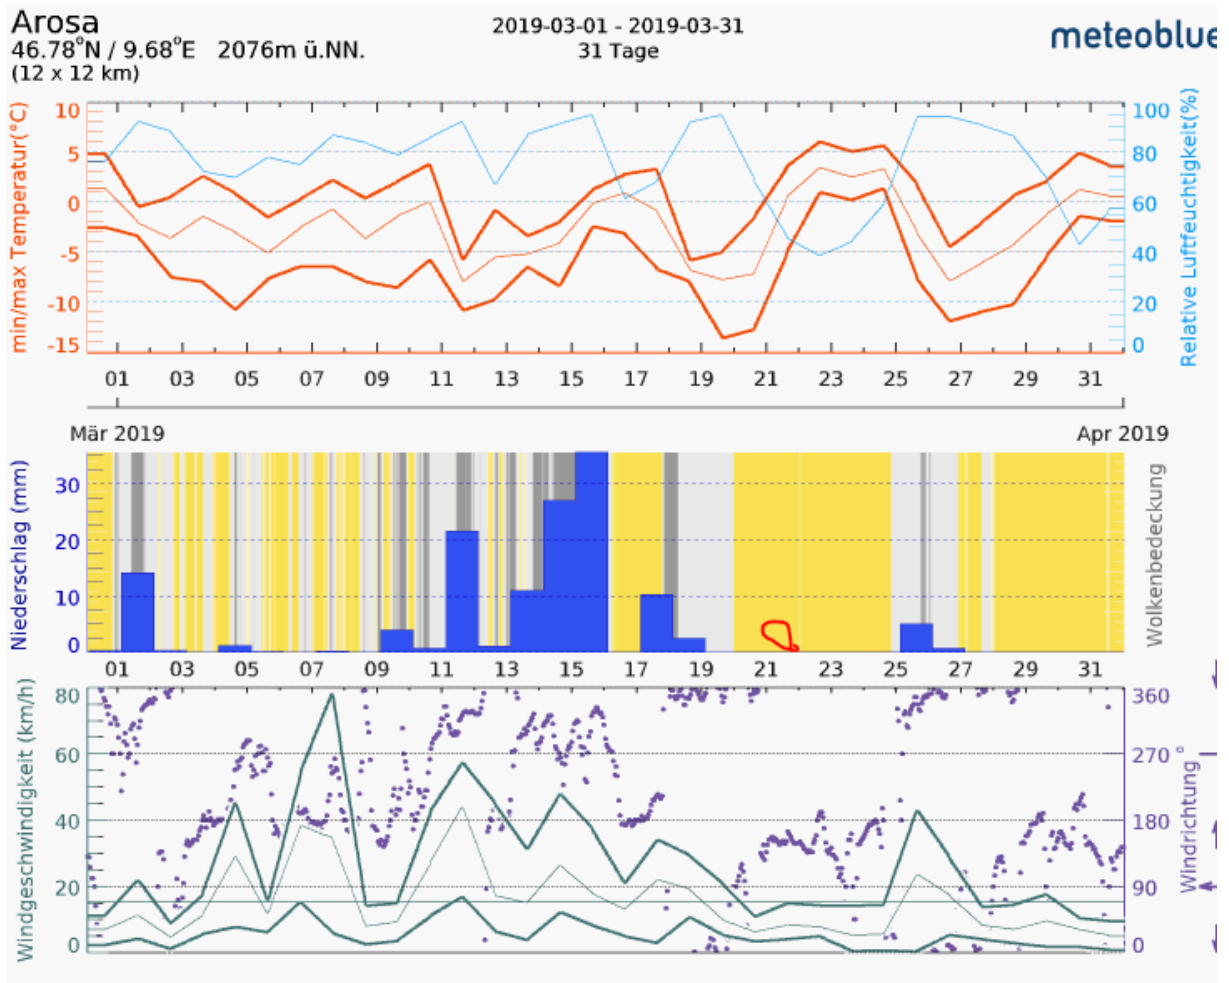 Arosa
2019-03-01 - 2019-03-31
meteoblue
46.78°N / 9.68°E 2076m ü.NN.
31 Tage
(12 x 12 km)
min/max Temperatur(°C)
10
5
0
-5
-10
-15
100
80
60
40
20
0
Relative Luftfeuchtigkeit(%)
01 03 05 07 09 11 13 15 17 19 21 23 25 27 29 31
Mär 2019
Apr 2019
Niederschlag (mm)
30
20
10
0
Wolkenbedeckung
01 03 05 07 09 11 13 15 17 19 21 23 25 27 29 31
Windgeschwindigkeit (km/h)
80
60
40
20
0
360
270
180
90
0
Windrichtung °